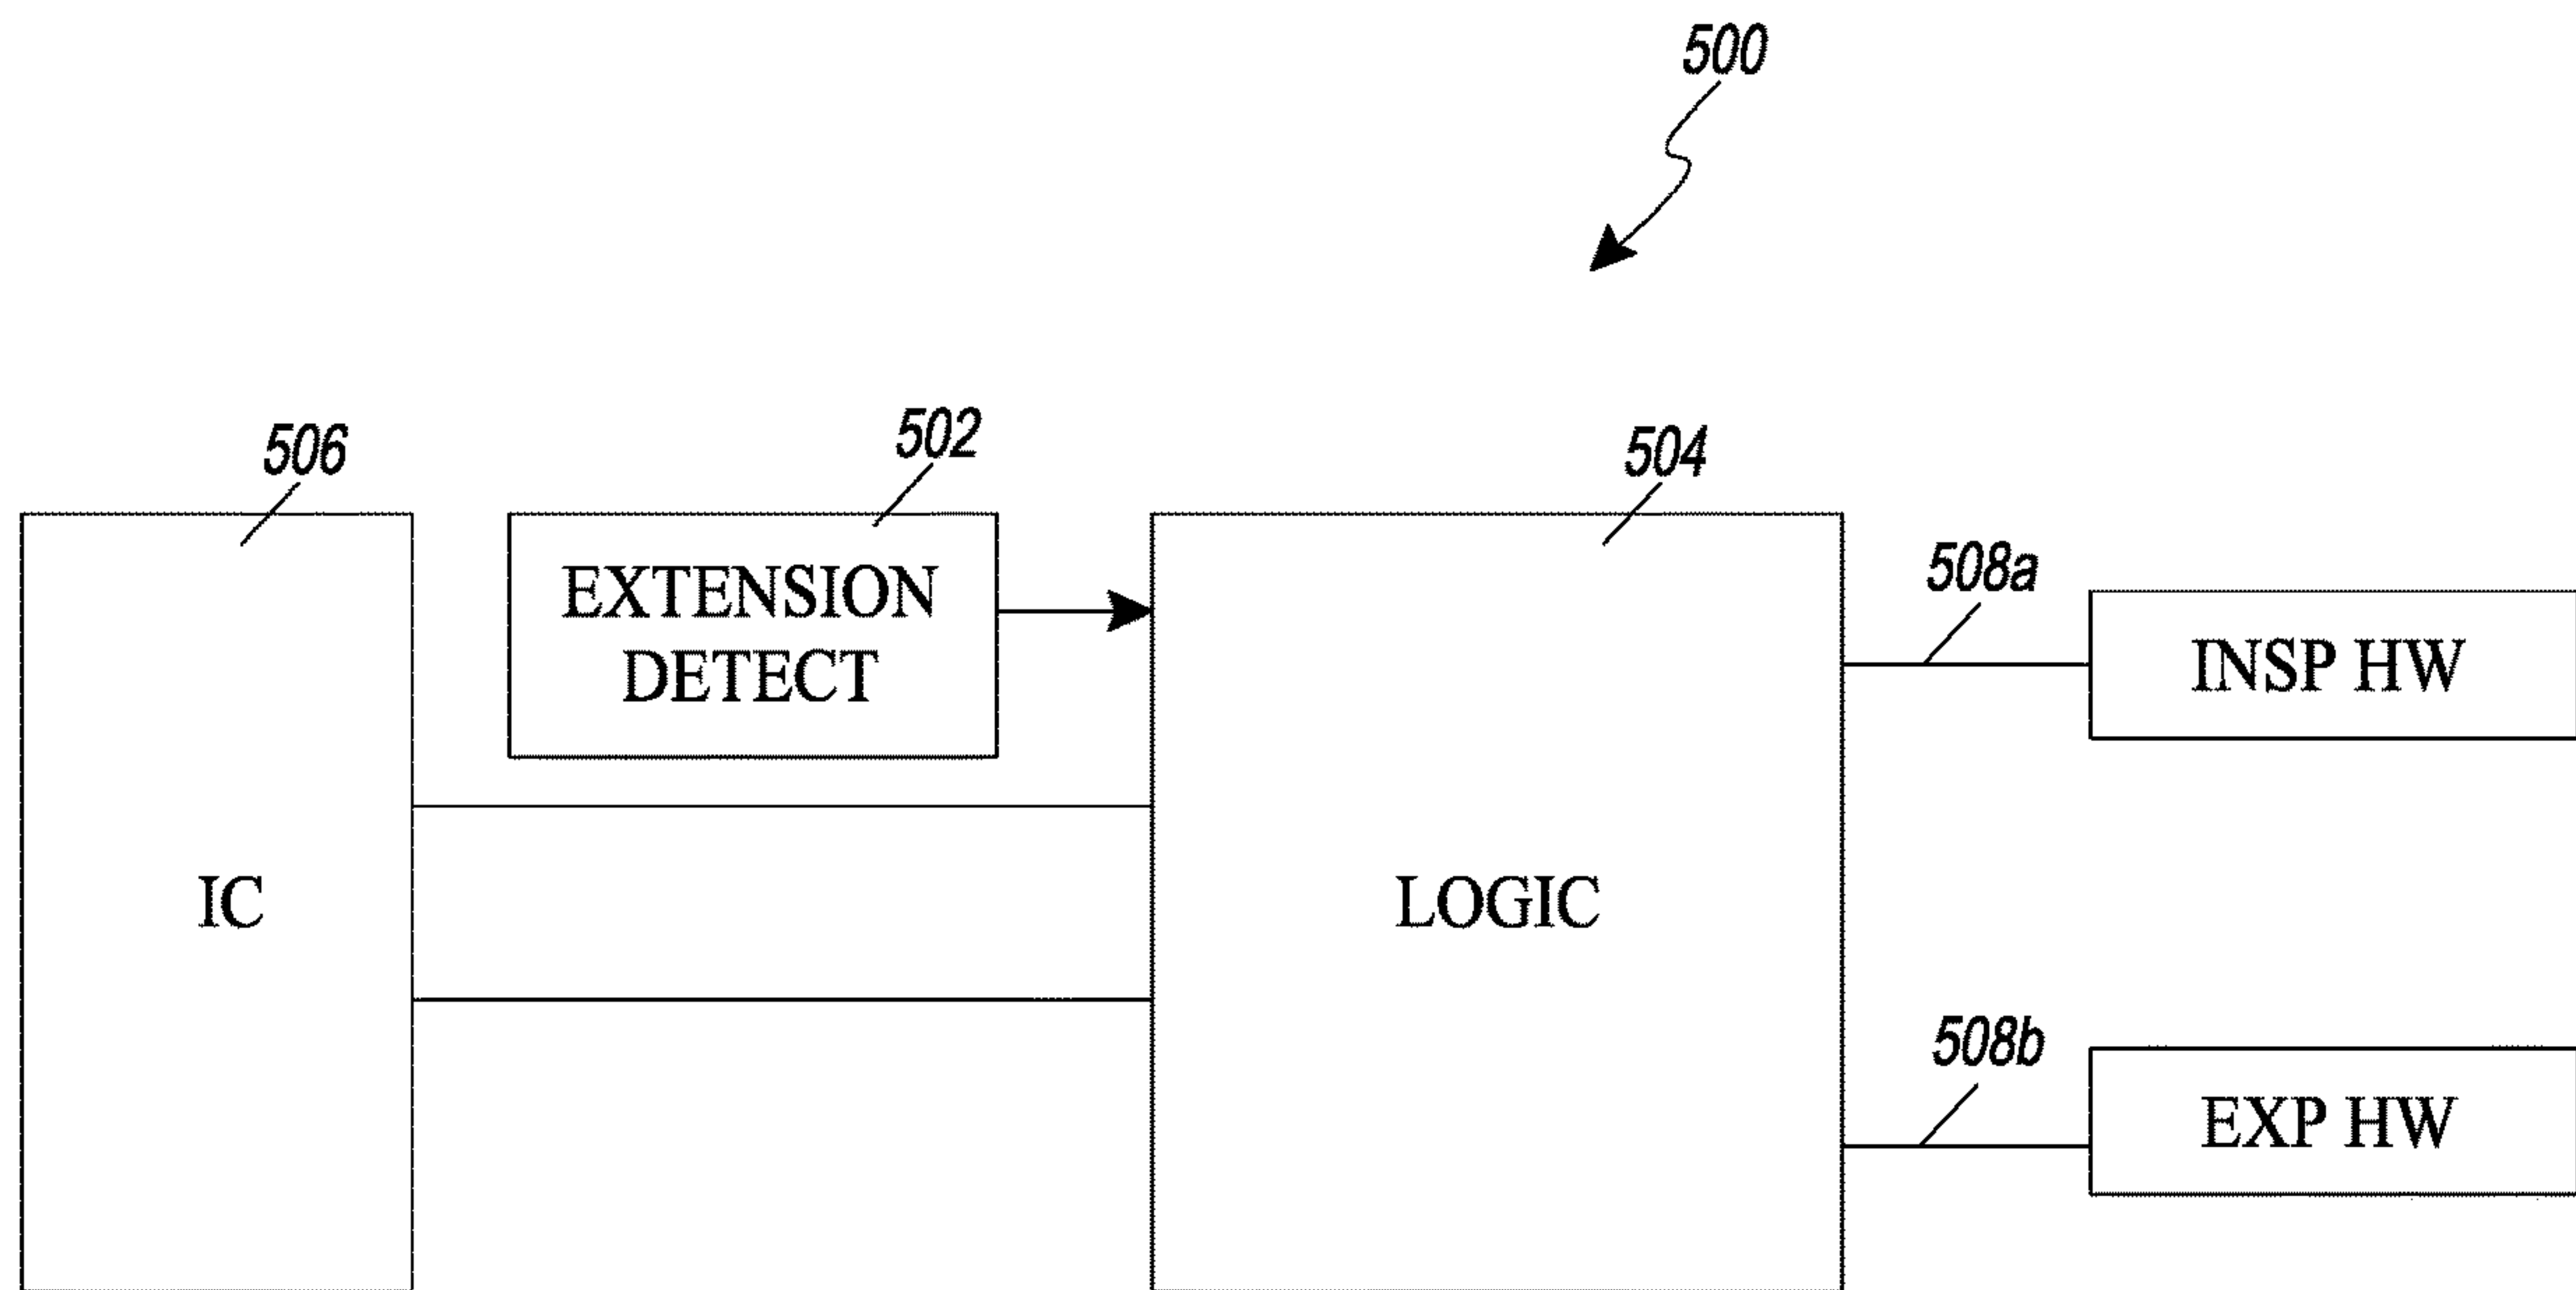 500
506
502
504
EXTENSION
DETECT
508a
INSP HW
IC
LOGIC
508b
EXP HW